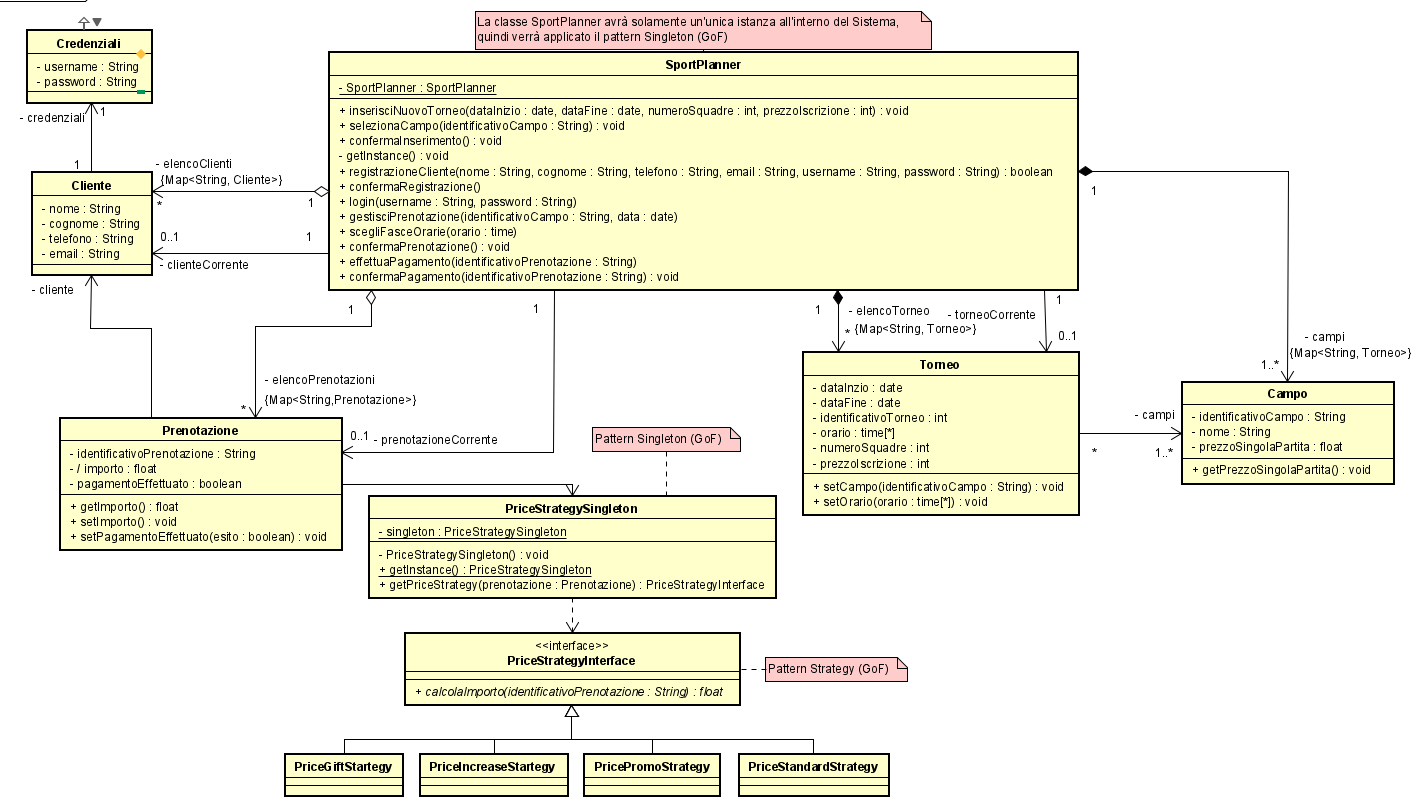 La classe SportPlanner avrà solamente un'unica istanza all'interno del Sistema,
quindi verrà applicato il pattern Singleton (GoF)
Credenziali
- username : String
- password : String
- credenziali
1
1
SportPlanner
- SportPlanner : SportPlanner
+ inserisciNuovoTorneo(dataInizio : date, dataFine : date, numeroSquadre : int, prezzoIscrizione : int) : void
+ selezionaCampo(identificativoCampo : String) : void
+ confermaInserimento() : void
- getInstance() : void
+ registrazioneCliente(nome : String, cognome : String, telefono : String, email : String, username : String, password : String) : boolean
+ confermaRegistrazione()
+ login(username : String, password : String)
+ gestisciPrenotazione(identificativoCampo : String, data : date)
+ scegliFasceOrarie(orario : time)
+ confermaPrenotazione() : void
+ effettuaPagamento(identificativoPrenotazione : String)
+ confermaPagamento(identificativoPrenotazione : String) : void
Cliente
- nome : String
- cognome : String
- telefono : String
- email : String
- elencoClienti
{Map<String, Cliente>}
*
1
0..1
1
- clienteCorrente
- cliente
1
- elencoPrenotazioni
{Map<String,Prenotazione>}
*
1
0..1
- prenotazioneCorrente
1
- elencoTorneo
{Map<String, Torneo>}
*
- torneoCorrente
1
0..1
1
- campi
{Map<String, Torneo>}
1..*
Torneo
- dataInzio : date
- dataFine : date
- identificativoTorneo : int
- orario : time[*]
- numeroSquadre : int
- prezzoIscrizione : int
+ setCampo(identificativoCampo : String) : void
+ setOrario(orario : time[*]) : void
- campi
*
1..*
Campo
- identificativoCampo : String
- nome : String
- prezzoSingolaPartita : float
+ getPrezzoSingolaPartita() : void
Prenotazione
- identificativoPrenotazione : String
- / importo : float
- pagamentoEffettuato : boolean
+ getImporto() : float
+ setImporto() : void
+ setPagamentoEffettuato(esito : boolean) : void
Pattern Singleton (GoF)
PriceStrategySingleton
- singleton : PriceStrategySingleton
- PriceStrategySingleton() : void
+ getInstance() : PriceStrategySingleton
+ getPriceStrategy(prenotazione : Prenotazione) : PriceStrategyInterface
<<interface>>
PriceStrategyInterface
+ calcolaImporto(identificativoPrenotazione : String) : float
Pattern Strategy (GoF)
PriceGiftStartegy
PriceIncreaseStartegy
PricePromoStrategy
PriceStandardStrategy